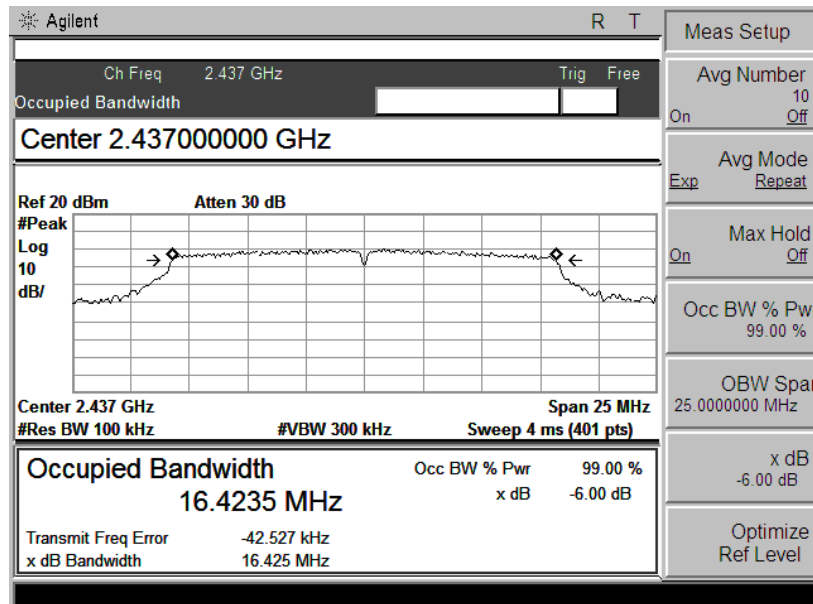 Agilent R T
Ch Freq 2.437 GHz Trig Free
Occupied Bandwidth
Center 2.437000000 GHz
Ref 20 dBm Atten 30 dB
#Peak
Log
10
dB/
Center 2.437 GHz Span 25 MHz
#Res BW 100 kHz #VBW 300 kHz Sweep 4 ms (401 pts)
Occupied Bandwidth
16.4235 MHz
Occ BW % Pwr 99.00 %
x dB -6.00 dB
Transmit Freq Error -42.527 kHz
x dB Bandwidth 16.425 MHz
Meas Setup
Avg Number
10
On Off
Avg Mode
Exp Repeat
Max Hold
On Off
Occ BW % Pw
99.00 %
OBW Spa
25.0000000 MHz
x dB
-6.00 dB
Optimize
Ref Level